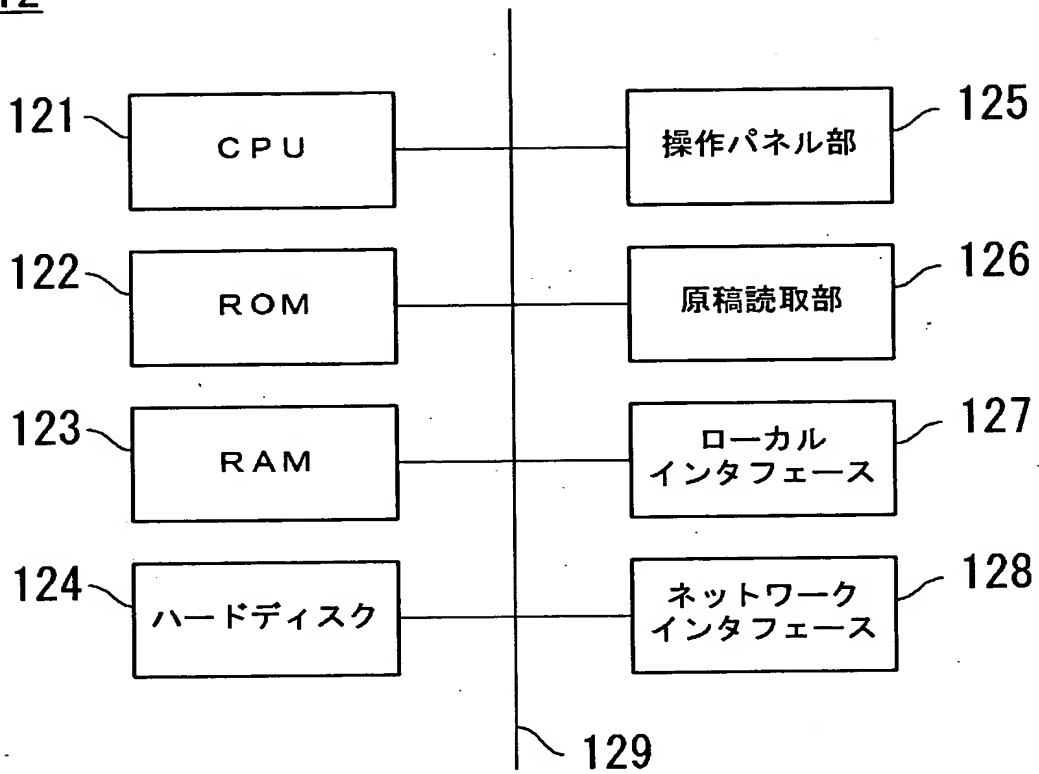 12
121
CPU
125
操作パネル部
122
ROM
126
原稿読取部
123
RAM
127
ローカル
インタフェース
124
ハードディスク
128
ネットワーク
インタフェース
129